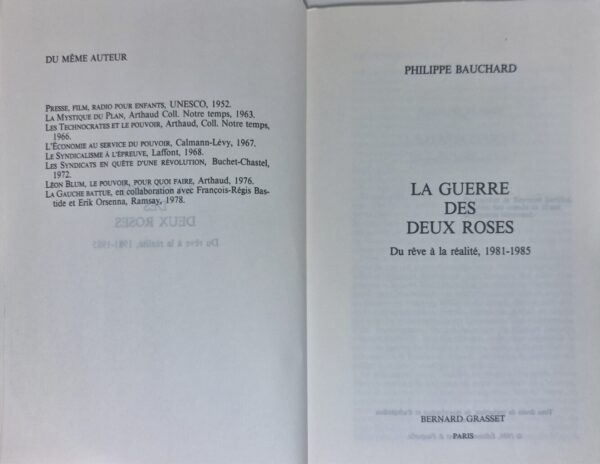 DU MÊME AUTEUR
PRESSE, FILM, RADIO POUR ENFANTS, UNESCO, 1952.
LA MYSTIQUE DU PLAN, Arthaud Coll. Notre temps, 1963.
LES TECHNOCRATES ET LE POUVOIR, Arthaud, Coll. Notre temps,
1966.
L'ÉCONOMIE AU SERVICE DU POUVOIR, Calmann-Lévy, 1967.
LE SYNDICALISME À L'ÉPREUVE, Laffont, 1968.
LES SYNDICATS EN QUÊTE D'UNE RÉVOLUTION, Buchet-Chastel,
1972.
LÉON BLUM, LE POUVOIR, POUR QUOI FAIRE, Arthaud, 1976.
LA GAUCHE BATTUE, en collaboration avec François-Régis Bas-
tide et Erik Orsenna, Ramsay, 1978.
PHILIPPE BAUCHARD
LA GUERRE
DES
DEUX ROSES
Du rêve à la réalité, 1981-1985
BERNARD GRASSET
PARIS